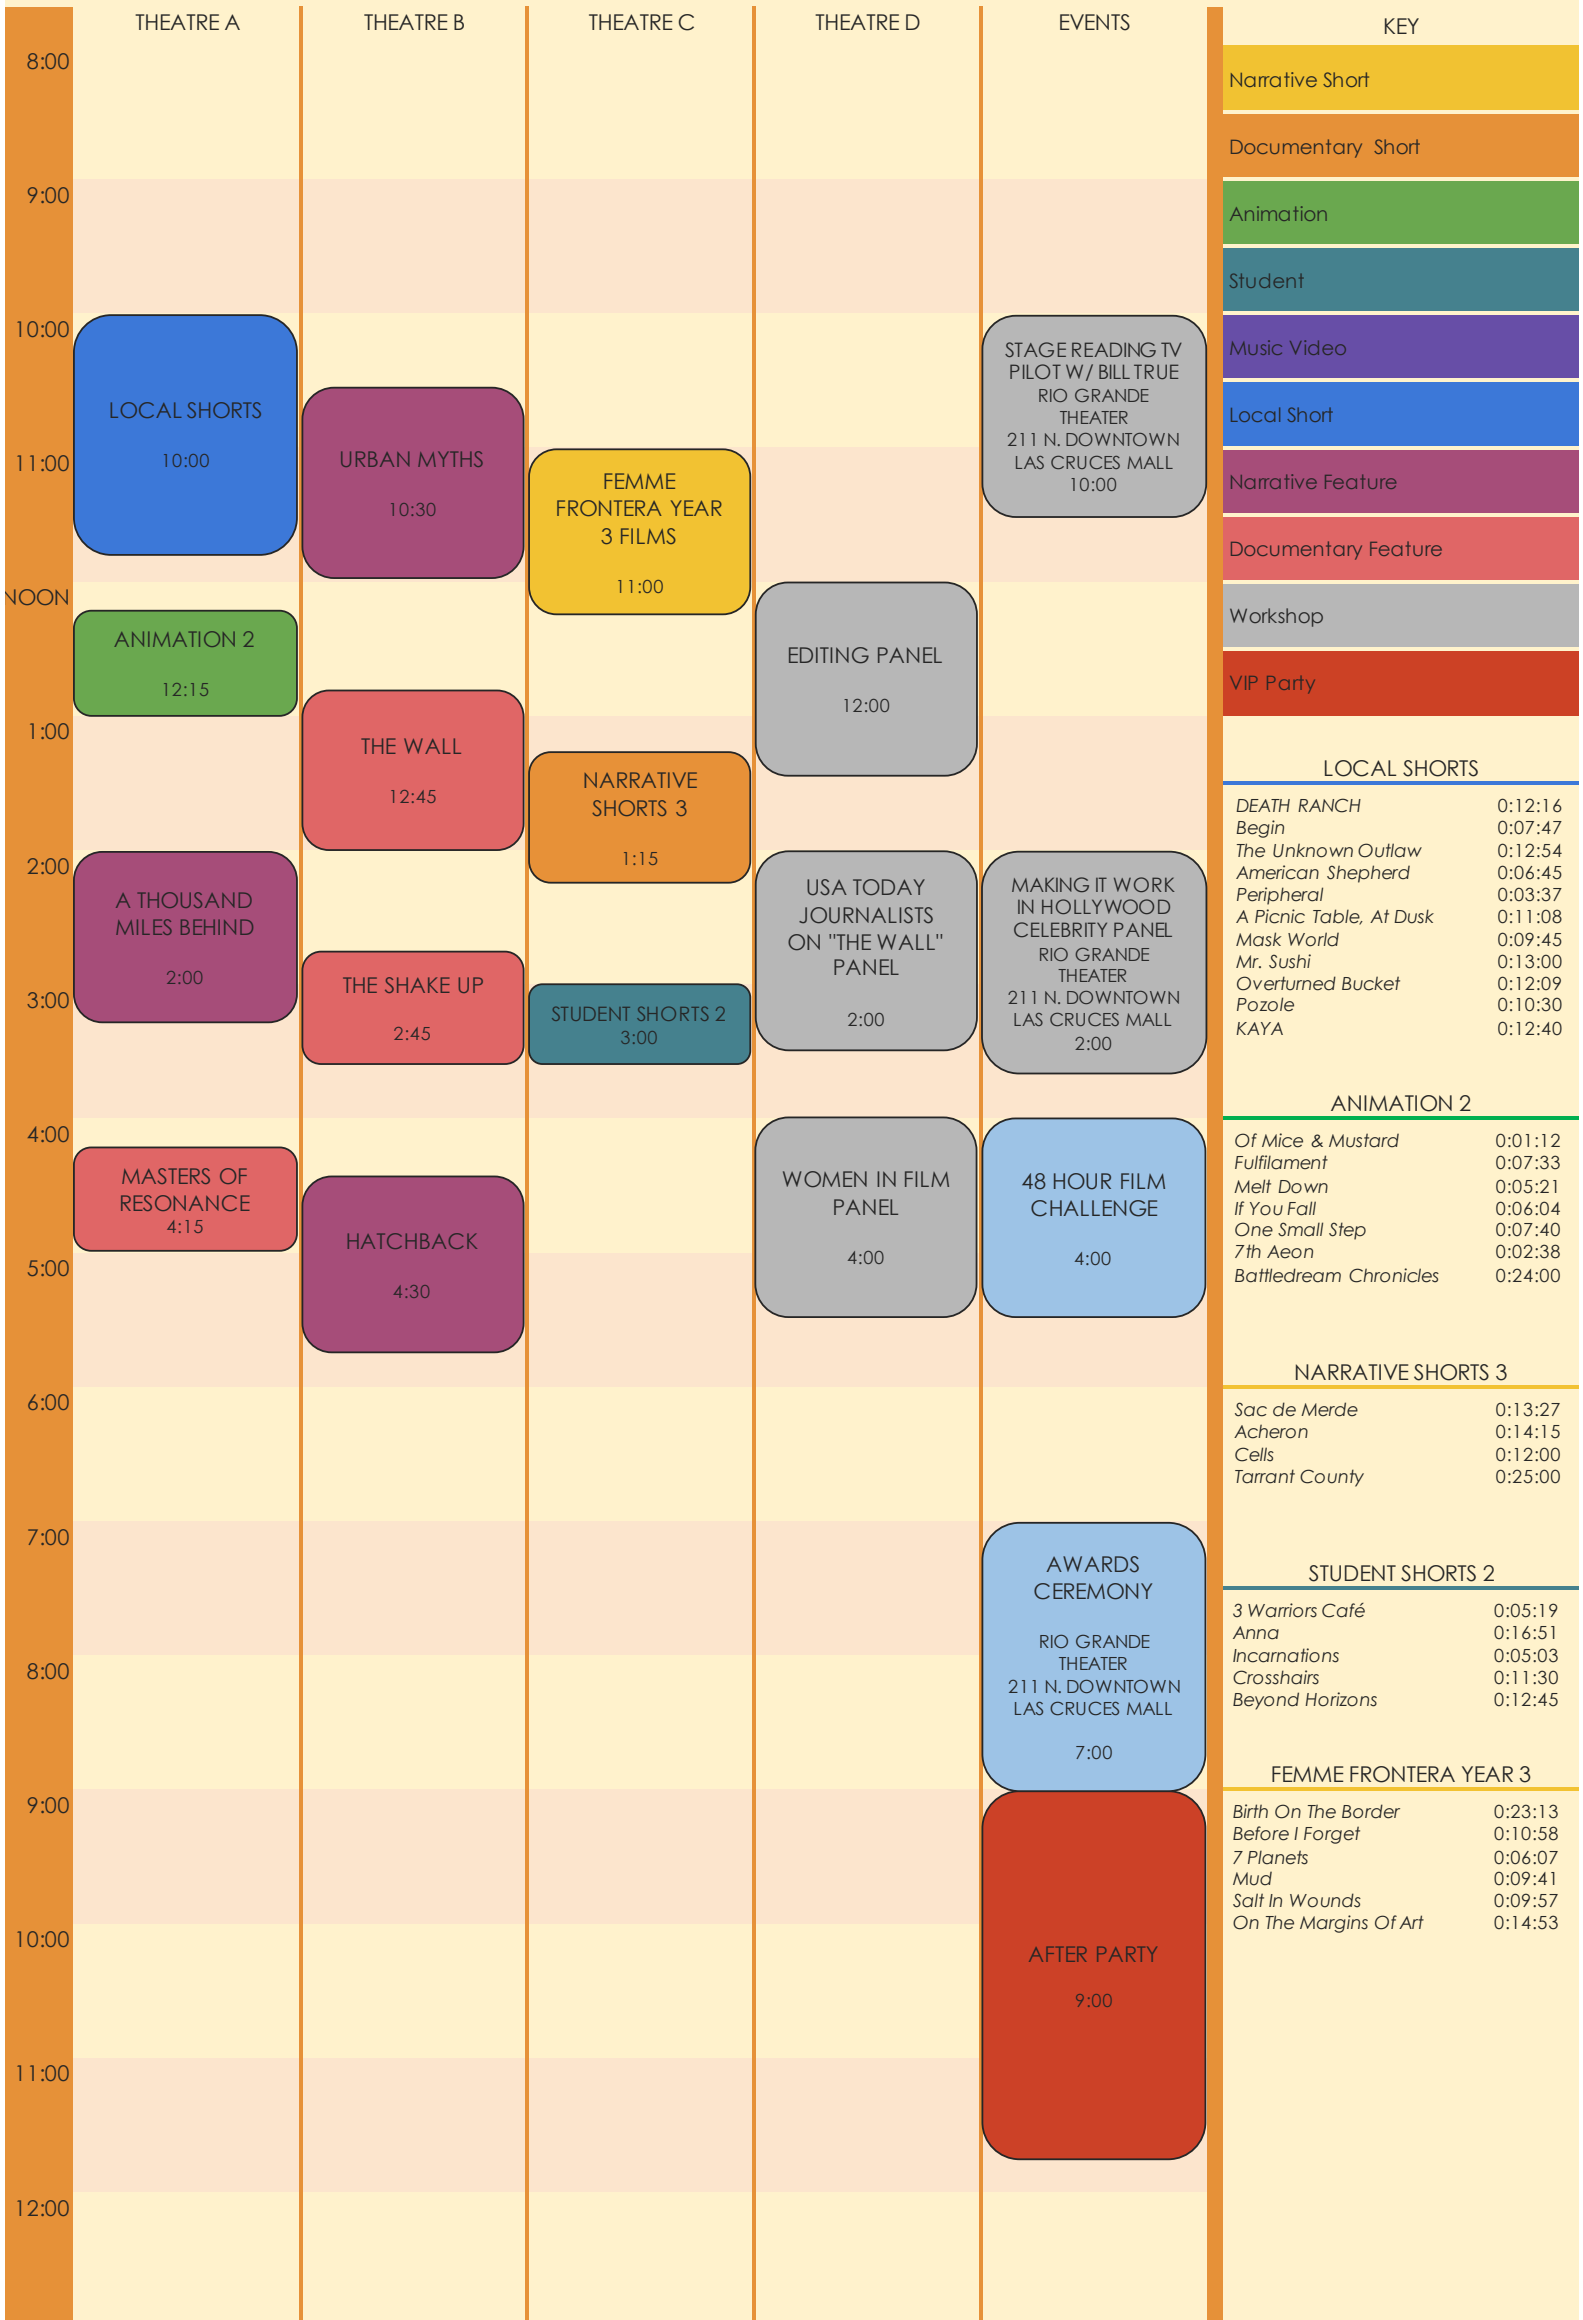 THEATRE A
THEATRE B
THEATRE C
THEATRE D
EVENTS
KEY
8:00
9:00
10:00
11:00
NOON
1:00
2:00
3:00
4:00
5:00
6:00
7:00
8:00
9:00
10:00
11:00
12:00
LOCAL SHORTS
10:00
ANIMATION 2
12:15
A THOUSAND
MILES BEHIND
2:00
MASTERS OF
RESONANCE
4:15
URBAN MYTHS
10:30
THE WALL
12:45
THE SHAKE UP
2:45
HATCHBACK
4:30
FEMME
FRONTERA YEAR
3 FILMS
11:00
NARRATIVE
SHORTS 3
1:15
STUDENT SHORTS 2
3:00
EDITING PANEL
12:00
USA TODAY
JOURNALISTS
ON "THE WALL"
PANEL
2:00
WOMEN IN FILM
PANEL
4:00
STAGE READING TV
PILOT W/ BILL TRUE
RIO GRANDE
THEATER
211 N. DOWNTOWN
LAS CRUCES MALL
10:00
MAKING IT WORK
IN HOLLYWOOD
CELEBRITY PANEL
RIO GRANDE
THEATER
211 N. DOWNTOWN
LAS CRUCES MALL
2:00
48 HOUR FILM
CHALLENGE
4:00
AWARDS
CEREMONY
RIO GRANDE
THEATER
211 N. DOWNTOWN
LAS CRUCES MALL
7:00
AFTER PARTY
9:00
Narrative Short
Documentary Short
Animation
Student
Music Video
Local Short
Narrative Feature
Documentary Feature
Workshop
VIP Party
LOCAL SHORTS
DEATH RANCH 0:12:16
Begin 0:07:47
The Unknown Outlaw 0:12:54
American Shepherd 0:06:45
Peripheral 0:03:37
A Picnic Table, At Dusk 0:11:08
Mask World 0:09:45
Mr. Sushi 0:13:00
Overturned Bucket 0:12:09
Pozole 0:10:30
KAYA 0:12:40
ANIMATION 2
Of Mice & Mustard 0:01:12
Fulfilament 0:07:33
Melt Down 0:05:21
If You Fall 0:06:04
One Small Step 0:07:40
7th Aeon 0:02:38
Battledream Chronicles 0:24:00
NARRATIVE SHORTS 3
Sac de Merde 0:13:27
Acheron 0:14:15
Cells 0:12:00
Tarrant County 0:25:00
STUDENT SHORTS 2
3 Warriors Café 0:05:19
Anna 0:16:51
Incarnations 0:05:03
Crosshairs 0:11:30
Beyond Horizons 0:12:45
FEMME FRONTERA YEAR 3
Birth On The Border 0:23:13
Before I Forget 0:10:58
7 Planets 0:06:07
Mud 0:09:41
Salt In Wounds 0:09:57
On The Margins Of Art 0:14:53